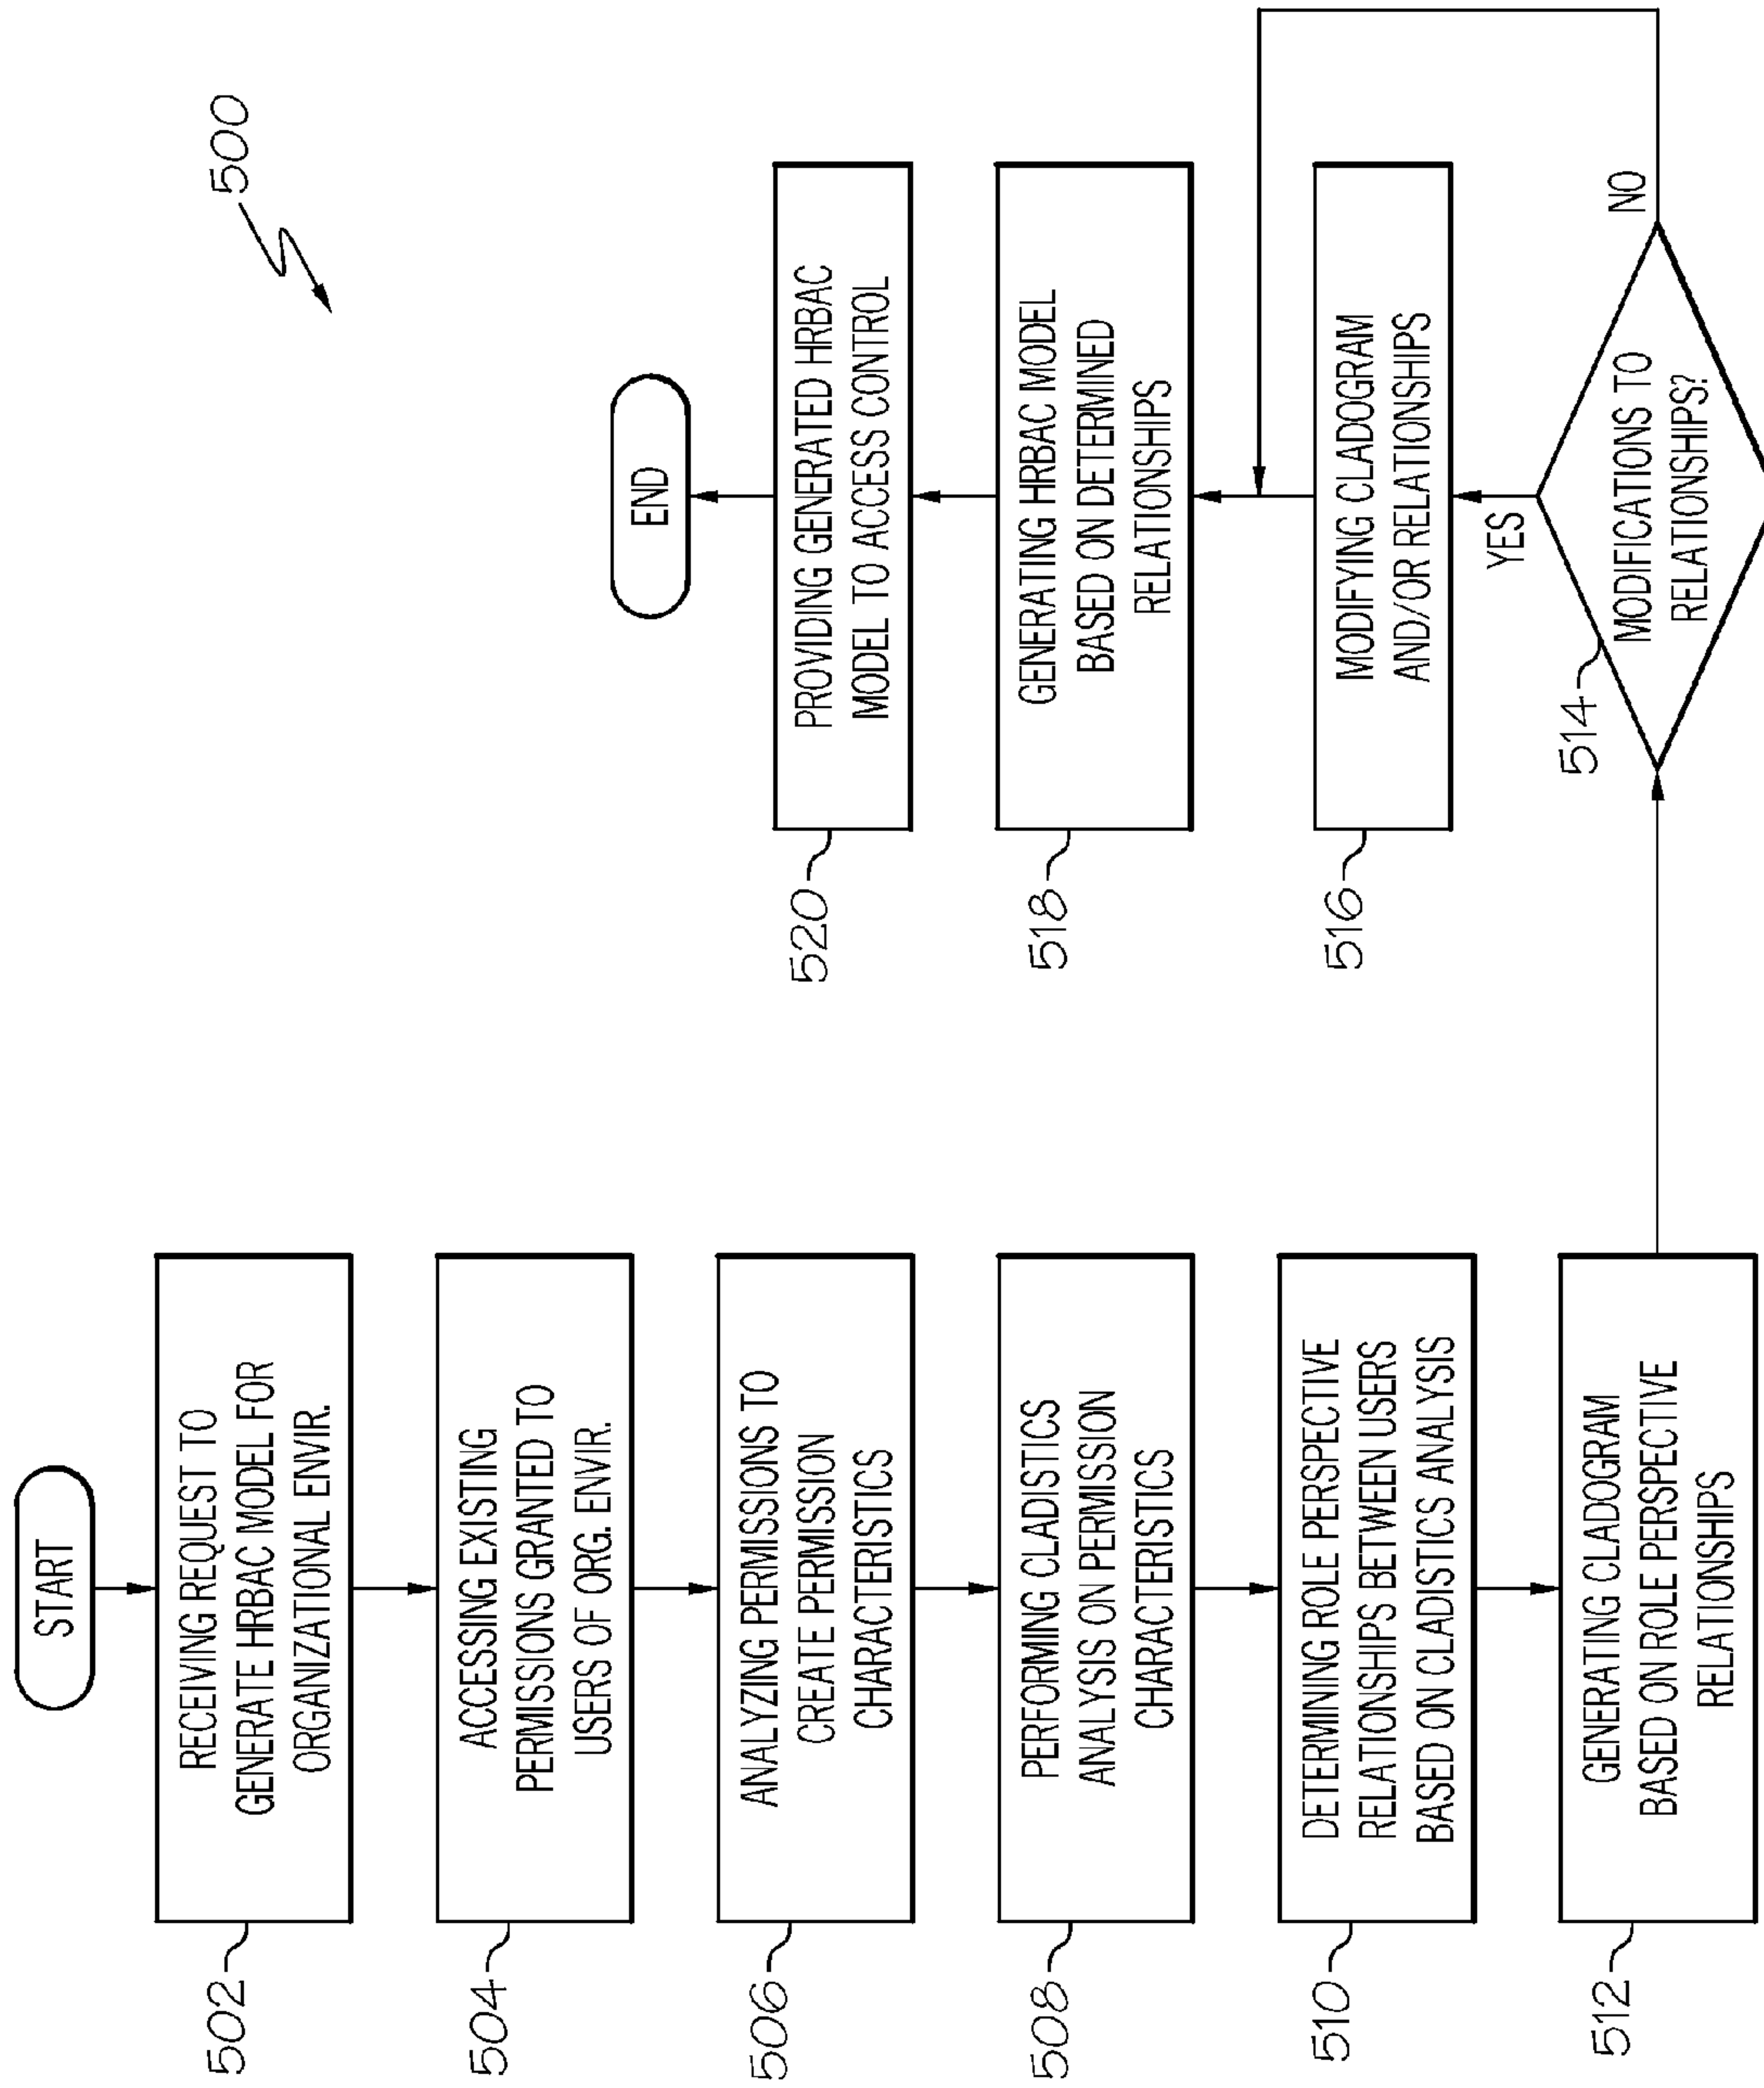 500
START
502
RECEIVING REQUEST TO
GENERATE HRBAC MODEL FOR
ORGANIZATIONAL ENVIR.
504
ACCESSING EXISTING
PERMISSIONS GRANTED TO
USERS OF ORG. ENVIR.
506
ANALYZING PERMISSIONS TO
CREATE PERMISSION
CHARACTERISTICS
508
PERFORMING CLADISTICS
ANALYSIS ON PERMISSION
CHARACTERISTICS
510
DETERMINING ROLE PERSPECTIVE
RELATIONSHIPS BETWEEN USERS
BASED ON CLADISTICS ANALYSIS
512
GENERATING CLADOGRAM
BASED ON ROLE PERSPECTIVE
RELATIONSHIPS
514
MODIFICATIONS TO
RELATIONSHIPS?
YES
NO
516
MODIFYING CLADOGRAM
AND/OR RELATIONSHIPS
518
GENERATING HRBAC MODEL
BASED ON DETERMINED
RELATIONSHIPS
520
PROVIDING GENERATED HRBAC
MODEL TO ACCESS CONTROL
END